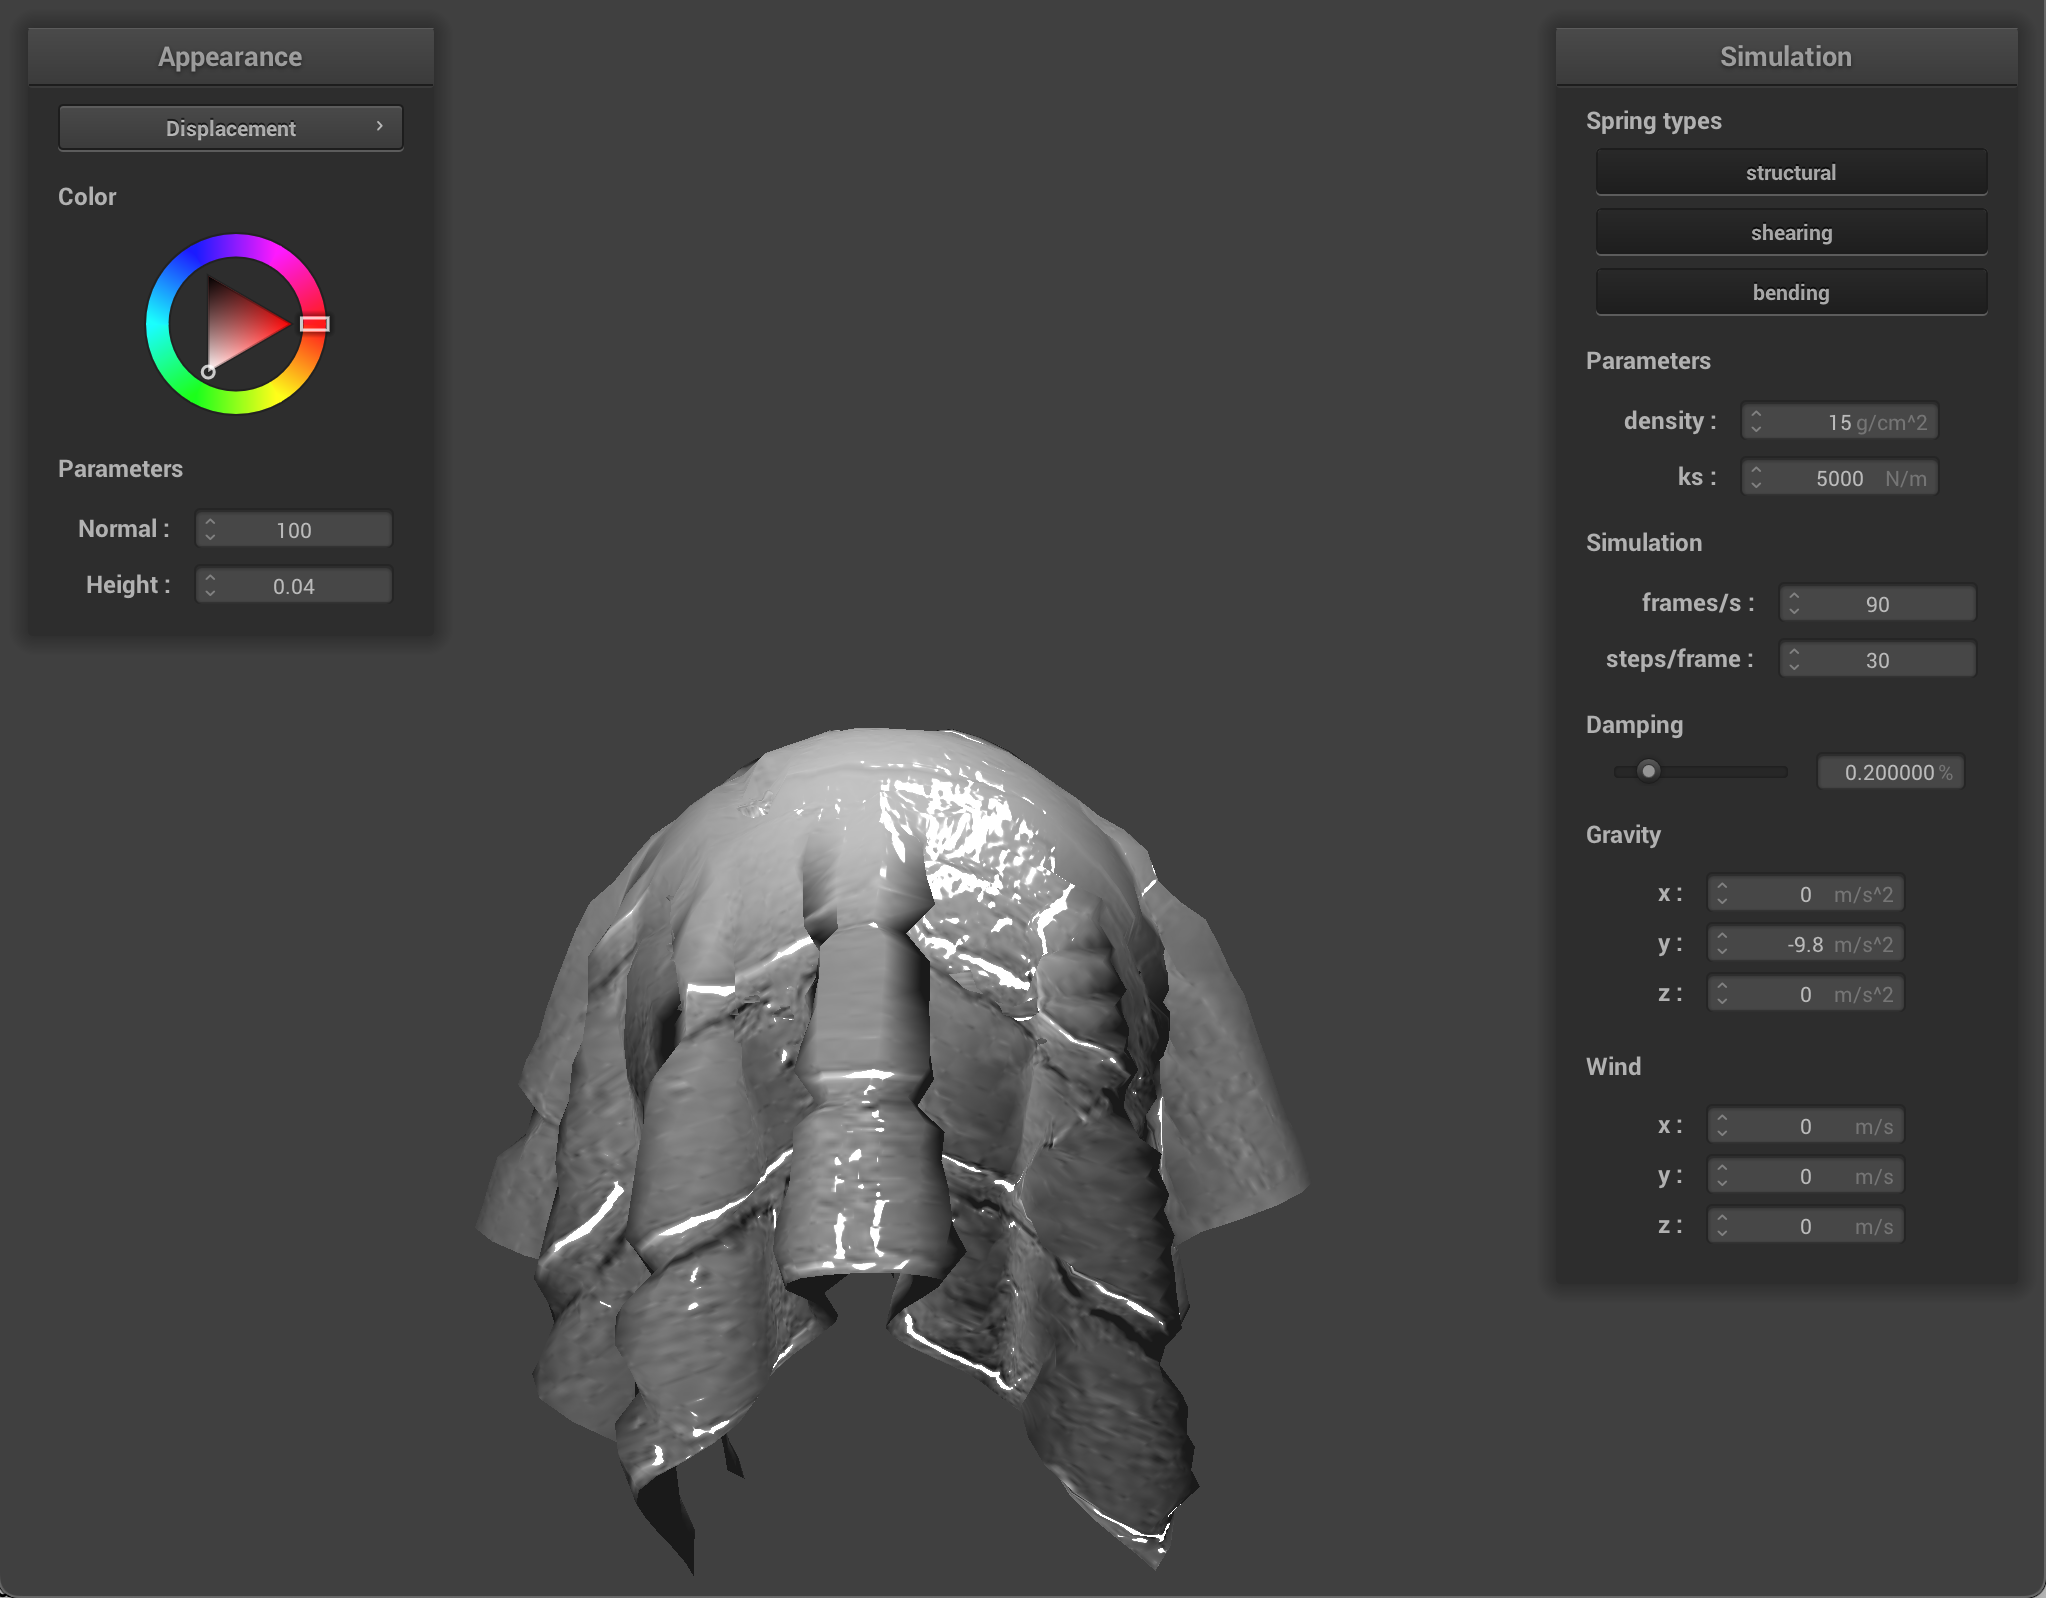 Appearance
Displacement
Color
Parameters
Normal : 100
Height : 0.04
Simulation
Spring types
structural
shearing
bending
Parameters
density : 15 g/cm^2
ks : 5000 N/m
Simulation
frames/s : 90
steps/frame : 30
Damping
0.200000 %
Gravity
x : 0 m/s^2
y : -9.8 m/s^2
z : 0 m/s^2
Wind
x : 0 m/s
y : 0 m/s
z : 0 m/s